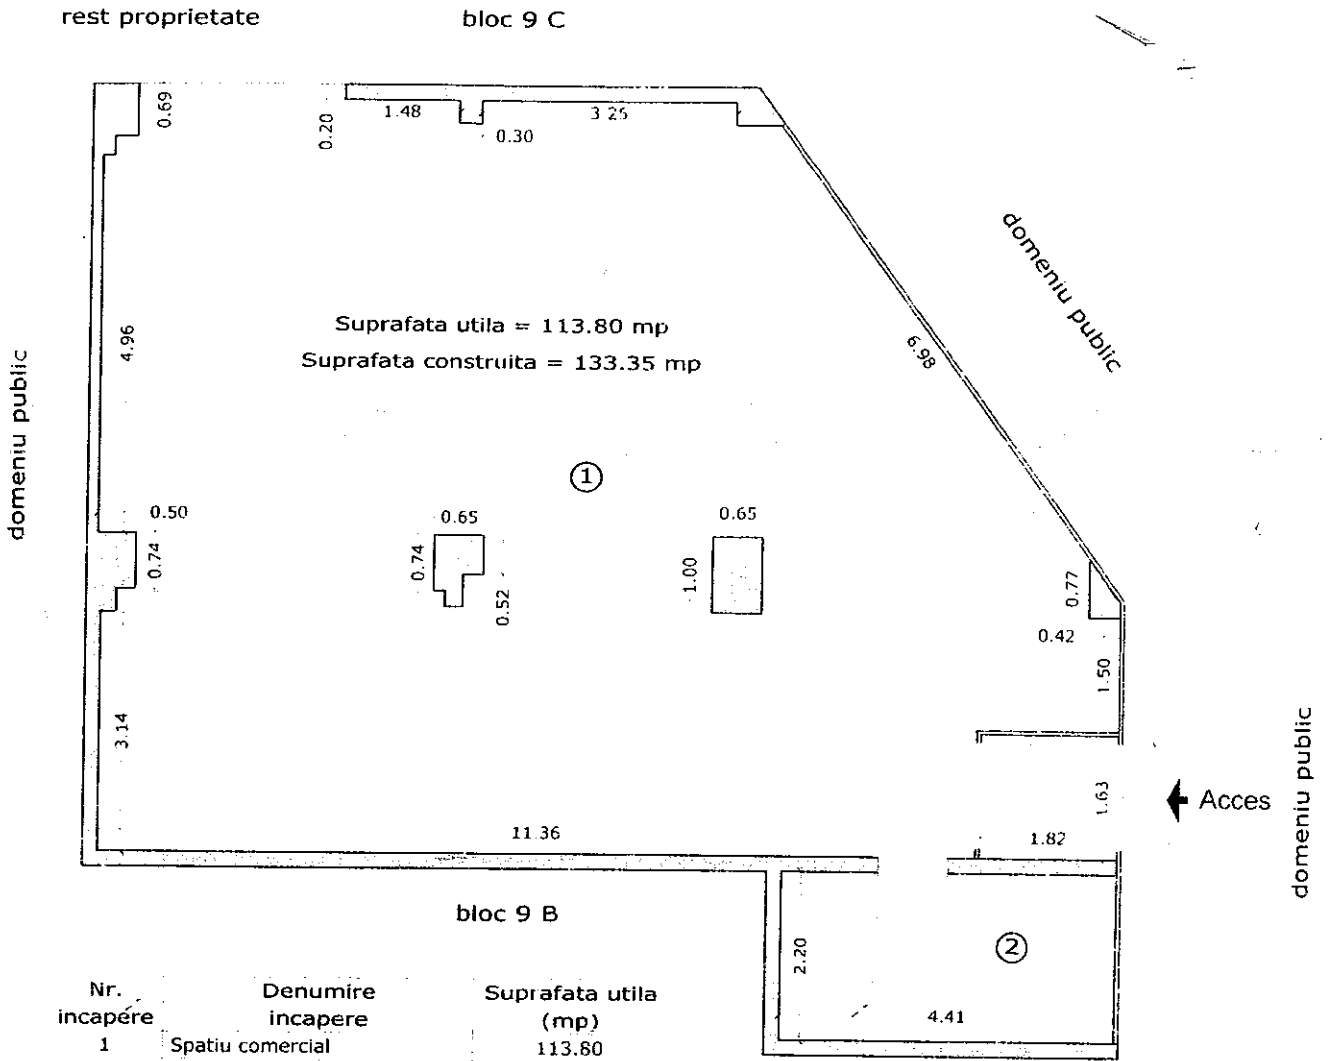 rest proprietate
bloc 9 C
0.69
0.20
1.48
0.30
3.25
domeniu public
6.98
Suprafata utila = 113.80 mp
Suprafata construita = 133.35 mp
4.96
domeniu public
1
0.50
0.74
0.65
0.74
0.52
0.65
1.00
0.77
0.42
1.50
3.14
11.36
1.63
1.82
Acces
domeniu public
bloc 9 B
2.20
2
4.41
Nr. incapere Denumire incapere Suprafata utila (mp)
1 Spatiu comercial 113.80